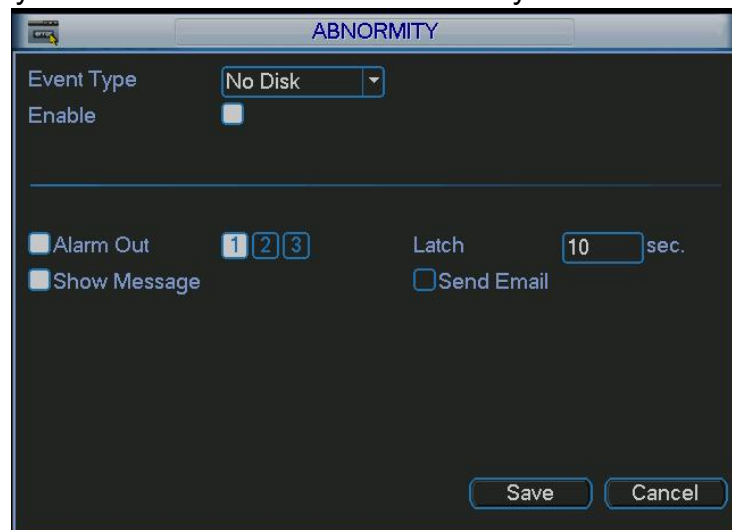 ABNORMITY
Event Type No Disk
Enable
Alarm Out 1 2 3 Latch 10 sec.
Show Message Send Email
Save Cancel